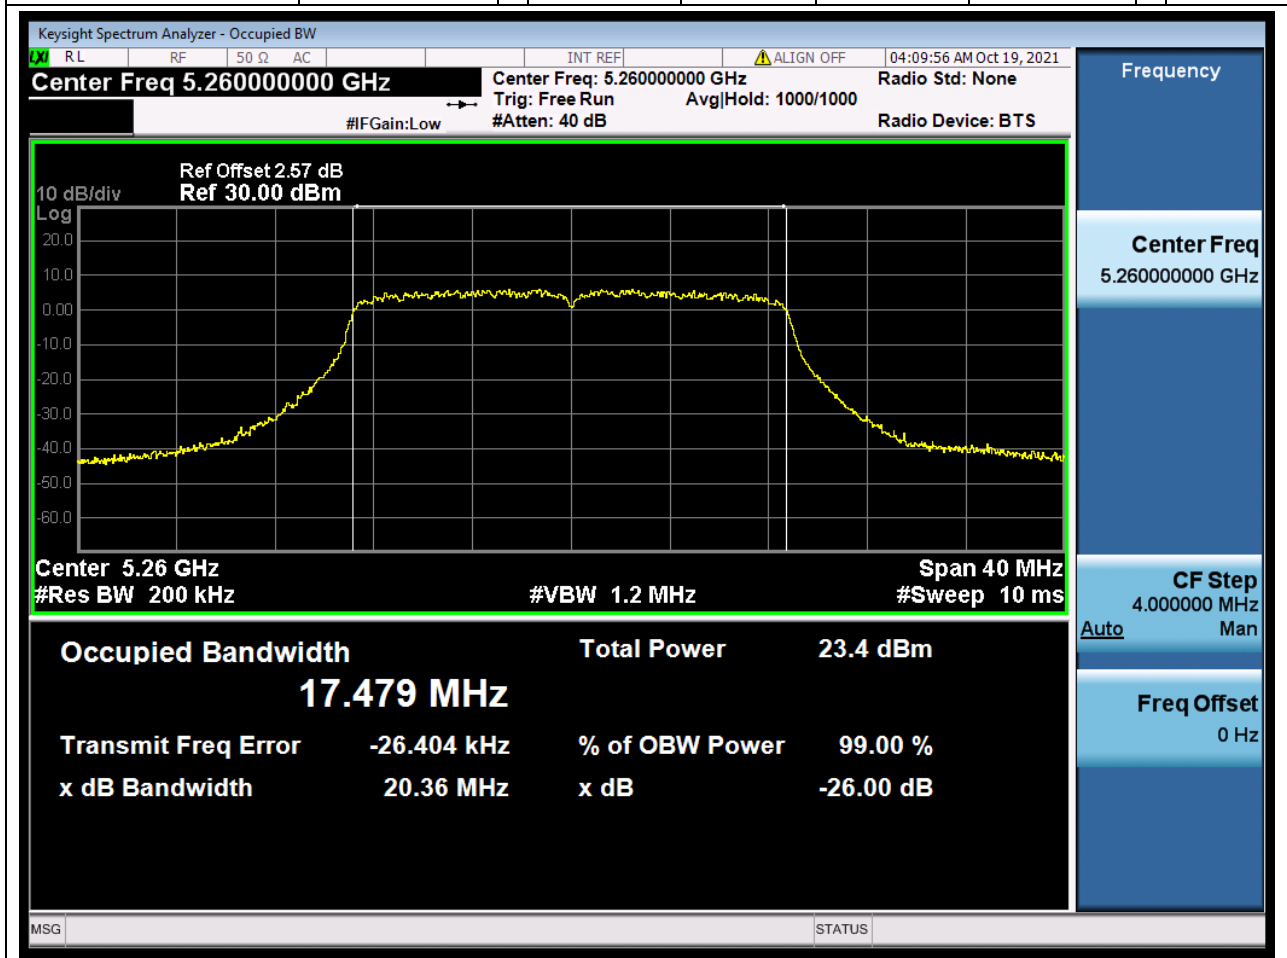 Keysight Spectrum Analyzer - Occupied BW
LXI RL RF 50 Ω AC INT REF ALIGN OFF 04:09:56 AM Oct 19, 2021
Center Freq 5.260000000 GHz
#IFGain:Low
Center Freq: 5.260000000 GHz
Trig: Free Run Avg|Hold: 1000/1000
#Atten: 40 dB
Radio Std: None
Radio Device: BTS
Ref Offset 2.57 dB
10 dB/div Ref 30.00 dBm
Log
20.0
10.0
0.00
-10.0
-20.0
-30.0
-40.0
-50.0
-60.0
Center 5.26 GHz Span 40 MHz
#Res BW 200 kHz #VBW 1.2 MHz #Sweep 10 ms
Occupied Bandwidth Total Power 23.4 dBm
17.479 MHz
Transmit Freq Error -26.404 kHz % of OBW Power 99.00 %
x dB Bandwidth 20.36 MHz x dB -26.00 dB
MSG STATUS
Frequency
Center Freq
5.260000000 GHz
CF Step
4.000000 MHz
Auto Man
Freq Offset
0 Hz